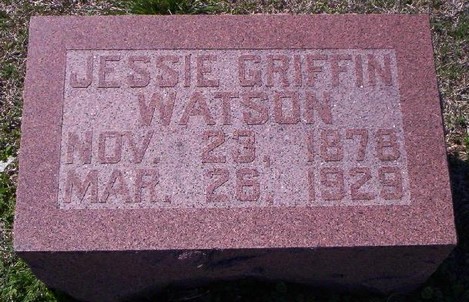 JESSIE GRIFFIN
WATSON
NOV. 23, 1878
MAR. 26, 1929